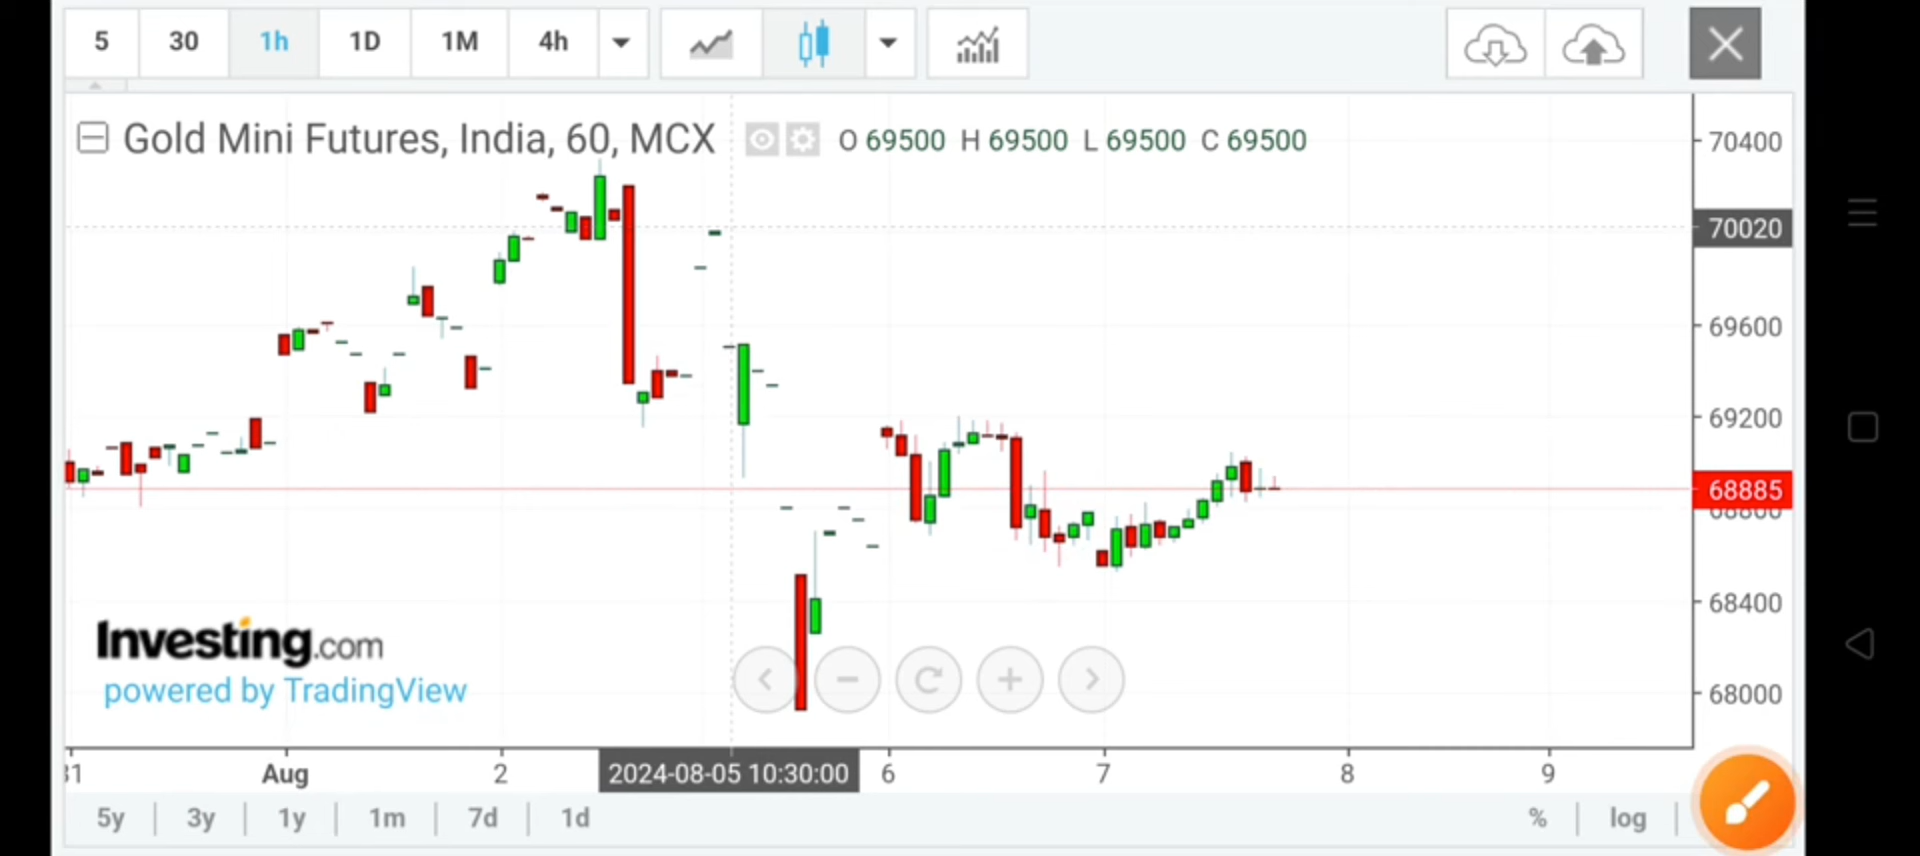 5 30 1h 1D 1M 4h
Gold Mini Futures, India, 60, MCX O 69500 H 69500 L 69500 C 69500
70400
70020
69600
69200
68885
68800
68400
68000
Investing.com
powered by TradingView
31 Aug 2 2024-08-05 10:30:00 6 7 8 9
5y 3y 1y 1m 7d 1d % log